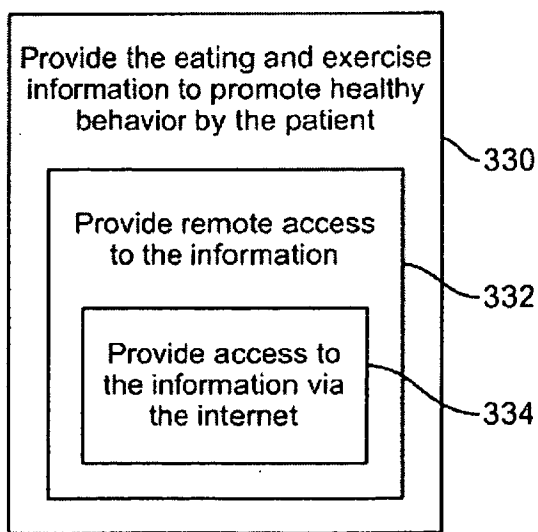 Provide the eating and exercise
information to promote healthy
behavior by the patient
330
Provide remote access
to the information
332
Provide access to
the information via
the internet
334